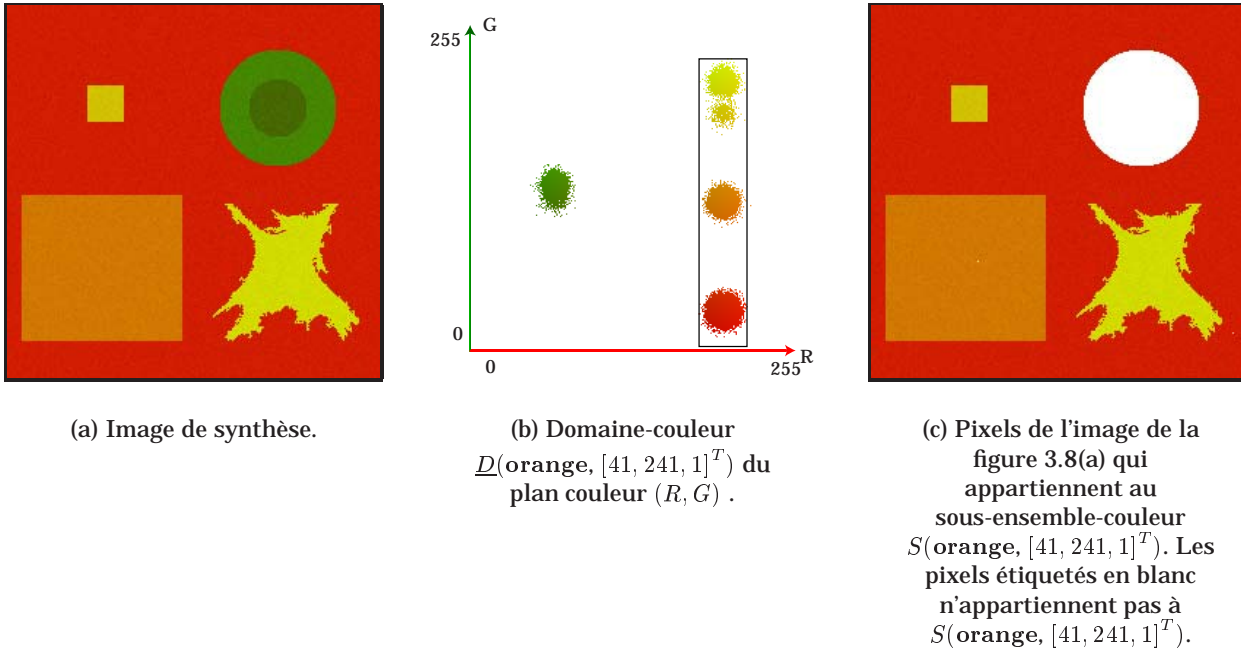 G
255
0
0
255
R
(a) Image de synthèse.
(b) Domaine-couleur
D(orange, [41, 241, 1]^T) du
plan couleur (R, G) .
(c) Pixels de l'image de la
figure 3.8(a) qui
appartiennent au
sous-ensemble-couleur
S(orange, [41, 241, 1]^T). Les
pixels étiquetés en blanc
n'appartiennent pas à
S(orange, [41, 241, 1]^T).